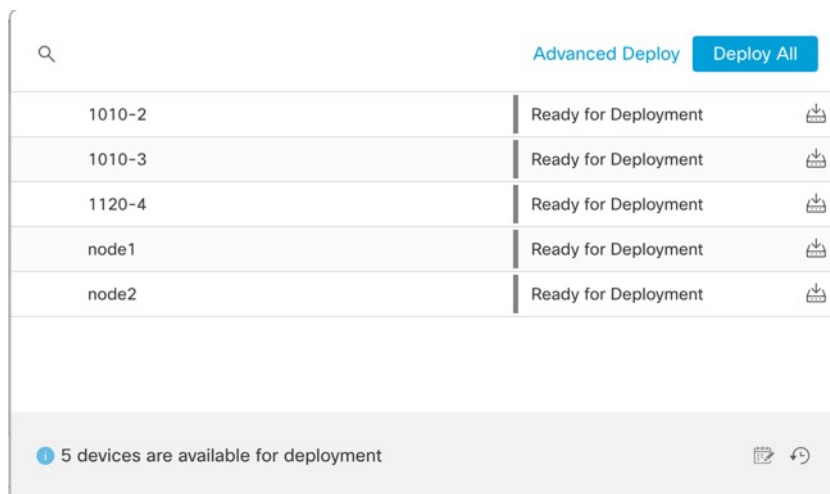 Advanced Deploy Deploy All
1010-2 Ready for Deployment
1010-3 Ready for Deployment
1120-4 Ready for Deployment
node1 Ready for Deployment
node2 Ready for Deployment
5 devices are available for deployment